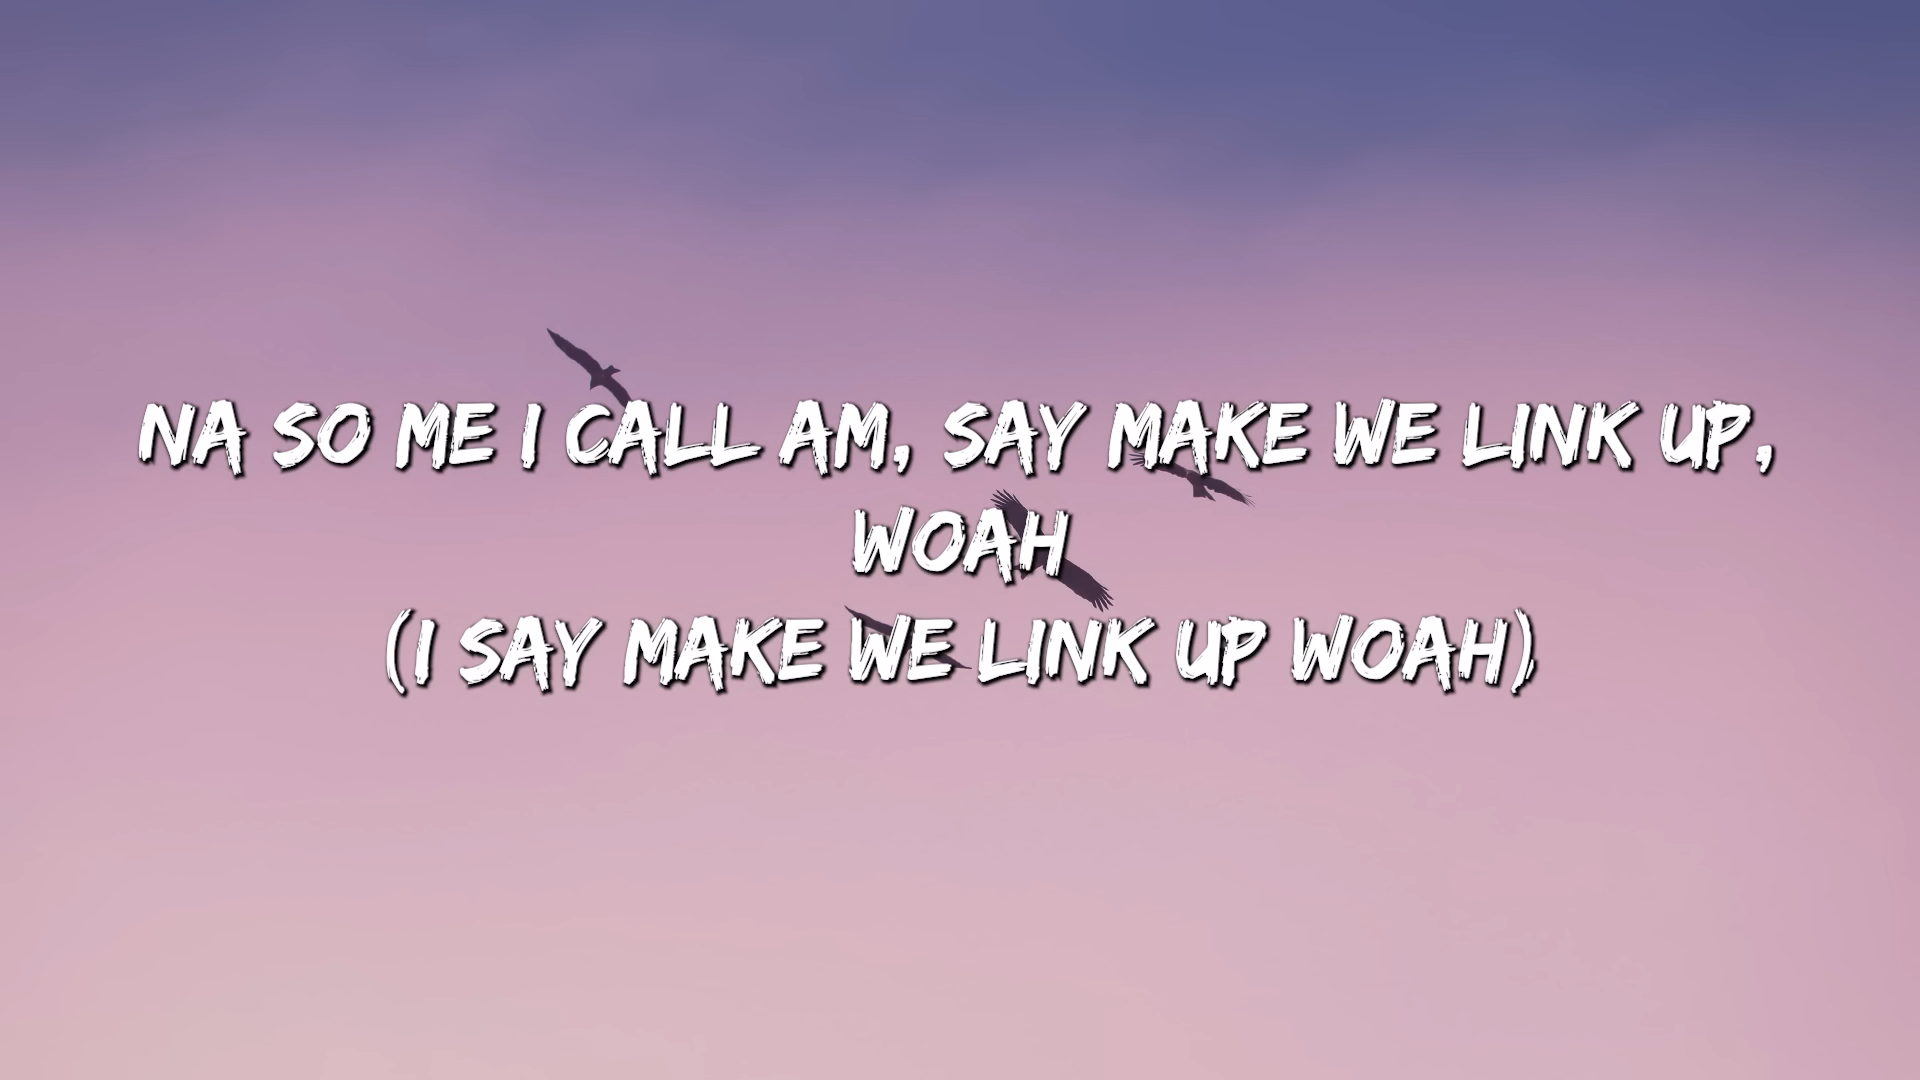 NA SO ME I CALL AM, SAY MAKE WE LINK UP,
WOAH
(I SAY MAKE WE LINK UP WOAH)